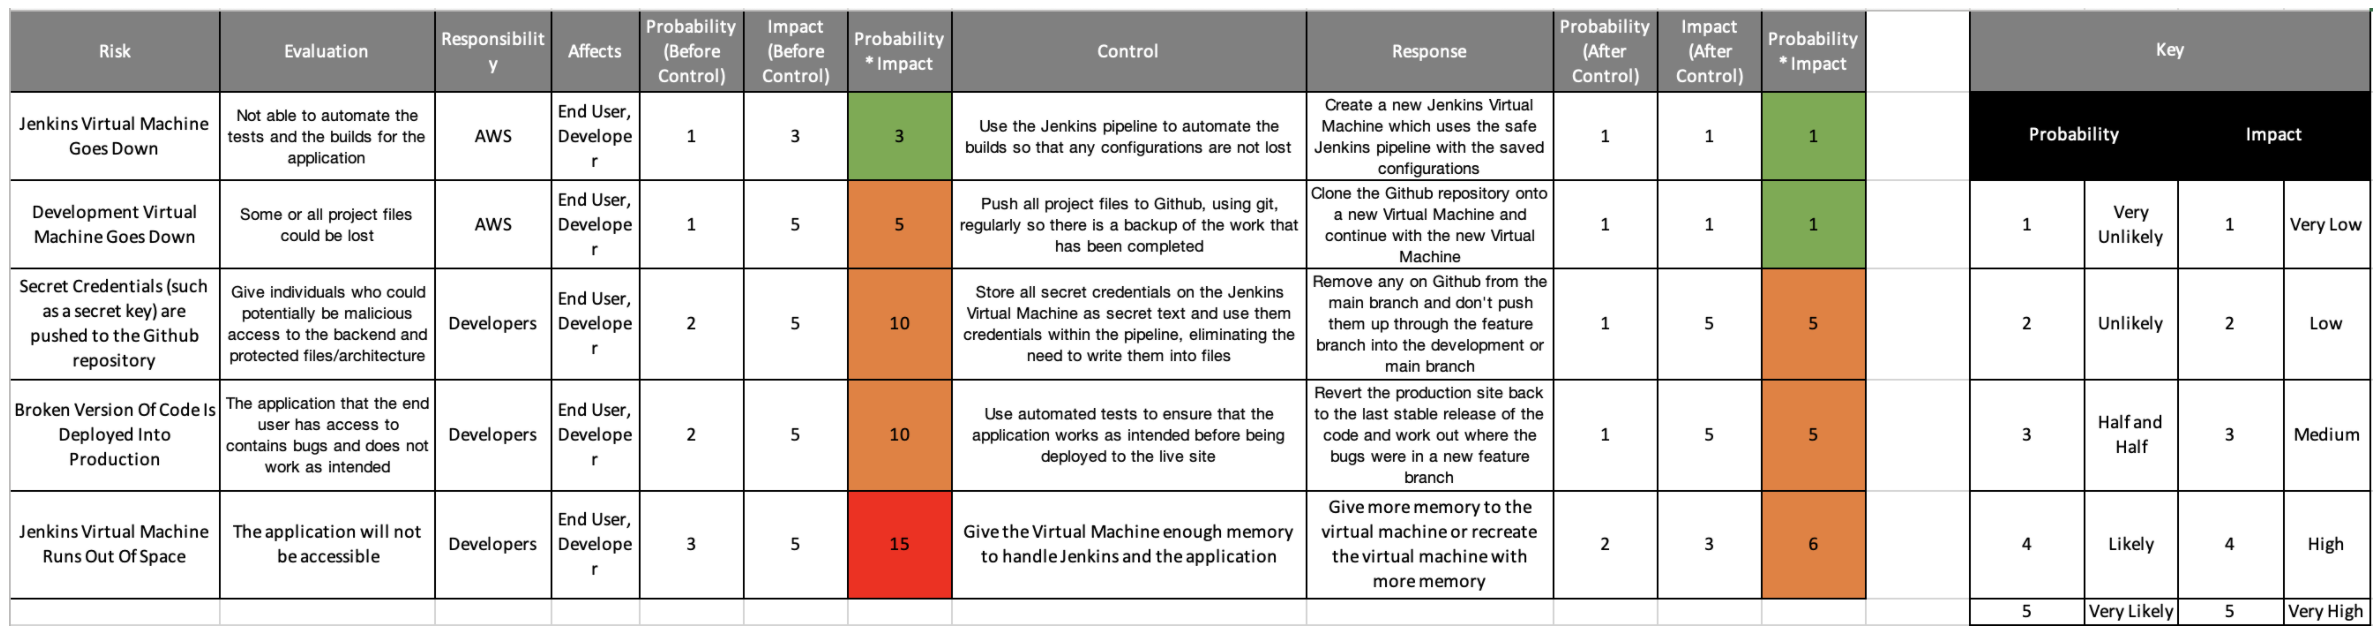 Risk
Evaluation
Responsibilit
y
Affects
Probability
(Before
Control)
Impact
(Before
Control)
Probability
* Impact
Control
Response
Probability
(After
Control)
Impact
(After
Control)
Probability
* Impact
Key
Jenkins Virtual Machine
Goes Down
Not able to automate the
tests and the builds for the
application
AWS
End User,
Develope
r
1
3
3
Use the Jenkins pipeline to automate the
builds so that any configurations are not lost
Create a new Jenkins Virtual
Machine which uses the safe
Jenkins pipeline with the saved
configurations
1
1
1
Probability
Impact
Development Virtual
Machine Goes Down
Some or all project files
could be lost
AWS
End User,
Develope
r
1
5
5
Push all project files to Github, using git,
regularly so there is a backup of the work that
has been completed
Clone the Github repository onto
a new Virtual Machine and
continue with the new Virtual
Machine
1
1
1
1
Very
Unlikely
1
Very Low
Secret Credentials (such
as a secret key) are
pushed to the Github
repository
Give individuals who could
potentially be malicious
access to the backend and
protected files/architecture
Developers
End User,
Develope
r
2
5
10
Store all secret credentials on the Jenkins
Virtual Machine as secret text and use them
credentials within the pipeline, eliminating the
need to write them into files
Remove any on Github from the
main branch and don't push
them up through the feature
branch into the development or
main branch
1
5
5
2
Unlikely
2
Low
Broken Version Of Code Is
Deployed Into
Production
The application that the end
user has access to
contains bugs and does not
work as intended
Developers
End User,
Develope
r
2
5
10
Use automated tests to ensure that the
application works as intended before being
deployed to the live site
Revert the production site back
to the last stable release of the
code and work out where the
bugs were in a new feature
branch
1
5
5
3
Half and
Half
3
Medium
Jenkins Virtual Machine
Runs Out Of Space
The application will not
be accessible
Developers
End User,
Develope
r
3
5
15
Give the Virtual Machine enough memory
to handle Jenkins and the application
Give more memory to the
virtual machine or recreate
the virtual machine with
more memory
2
3
6
4
Likely
4
High
5
Very Likely
5
Very High